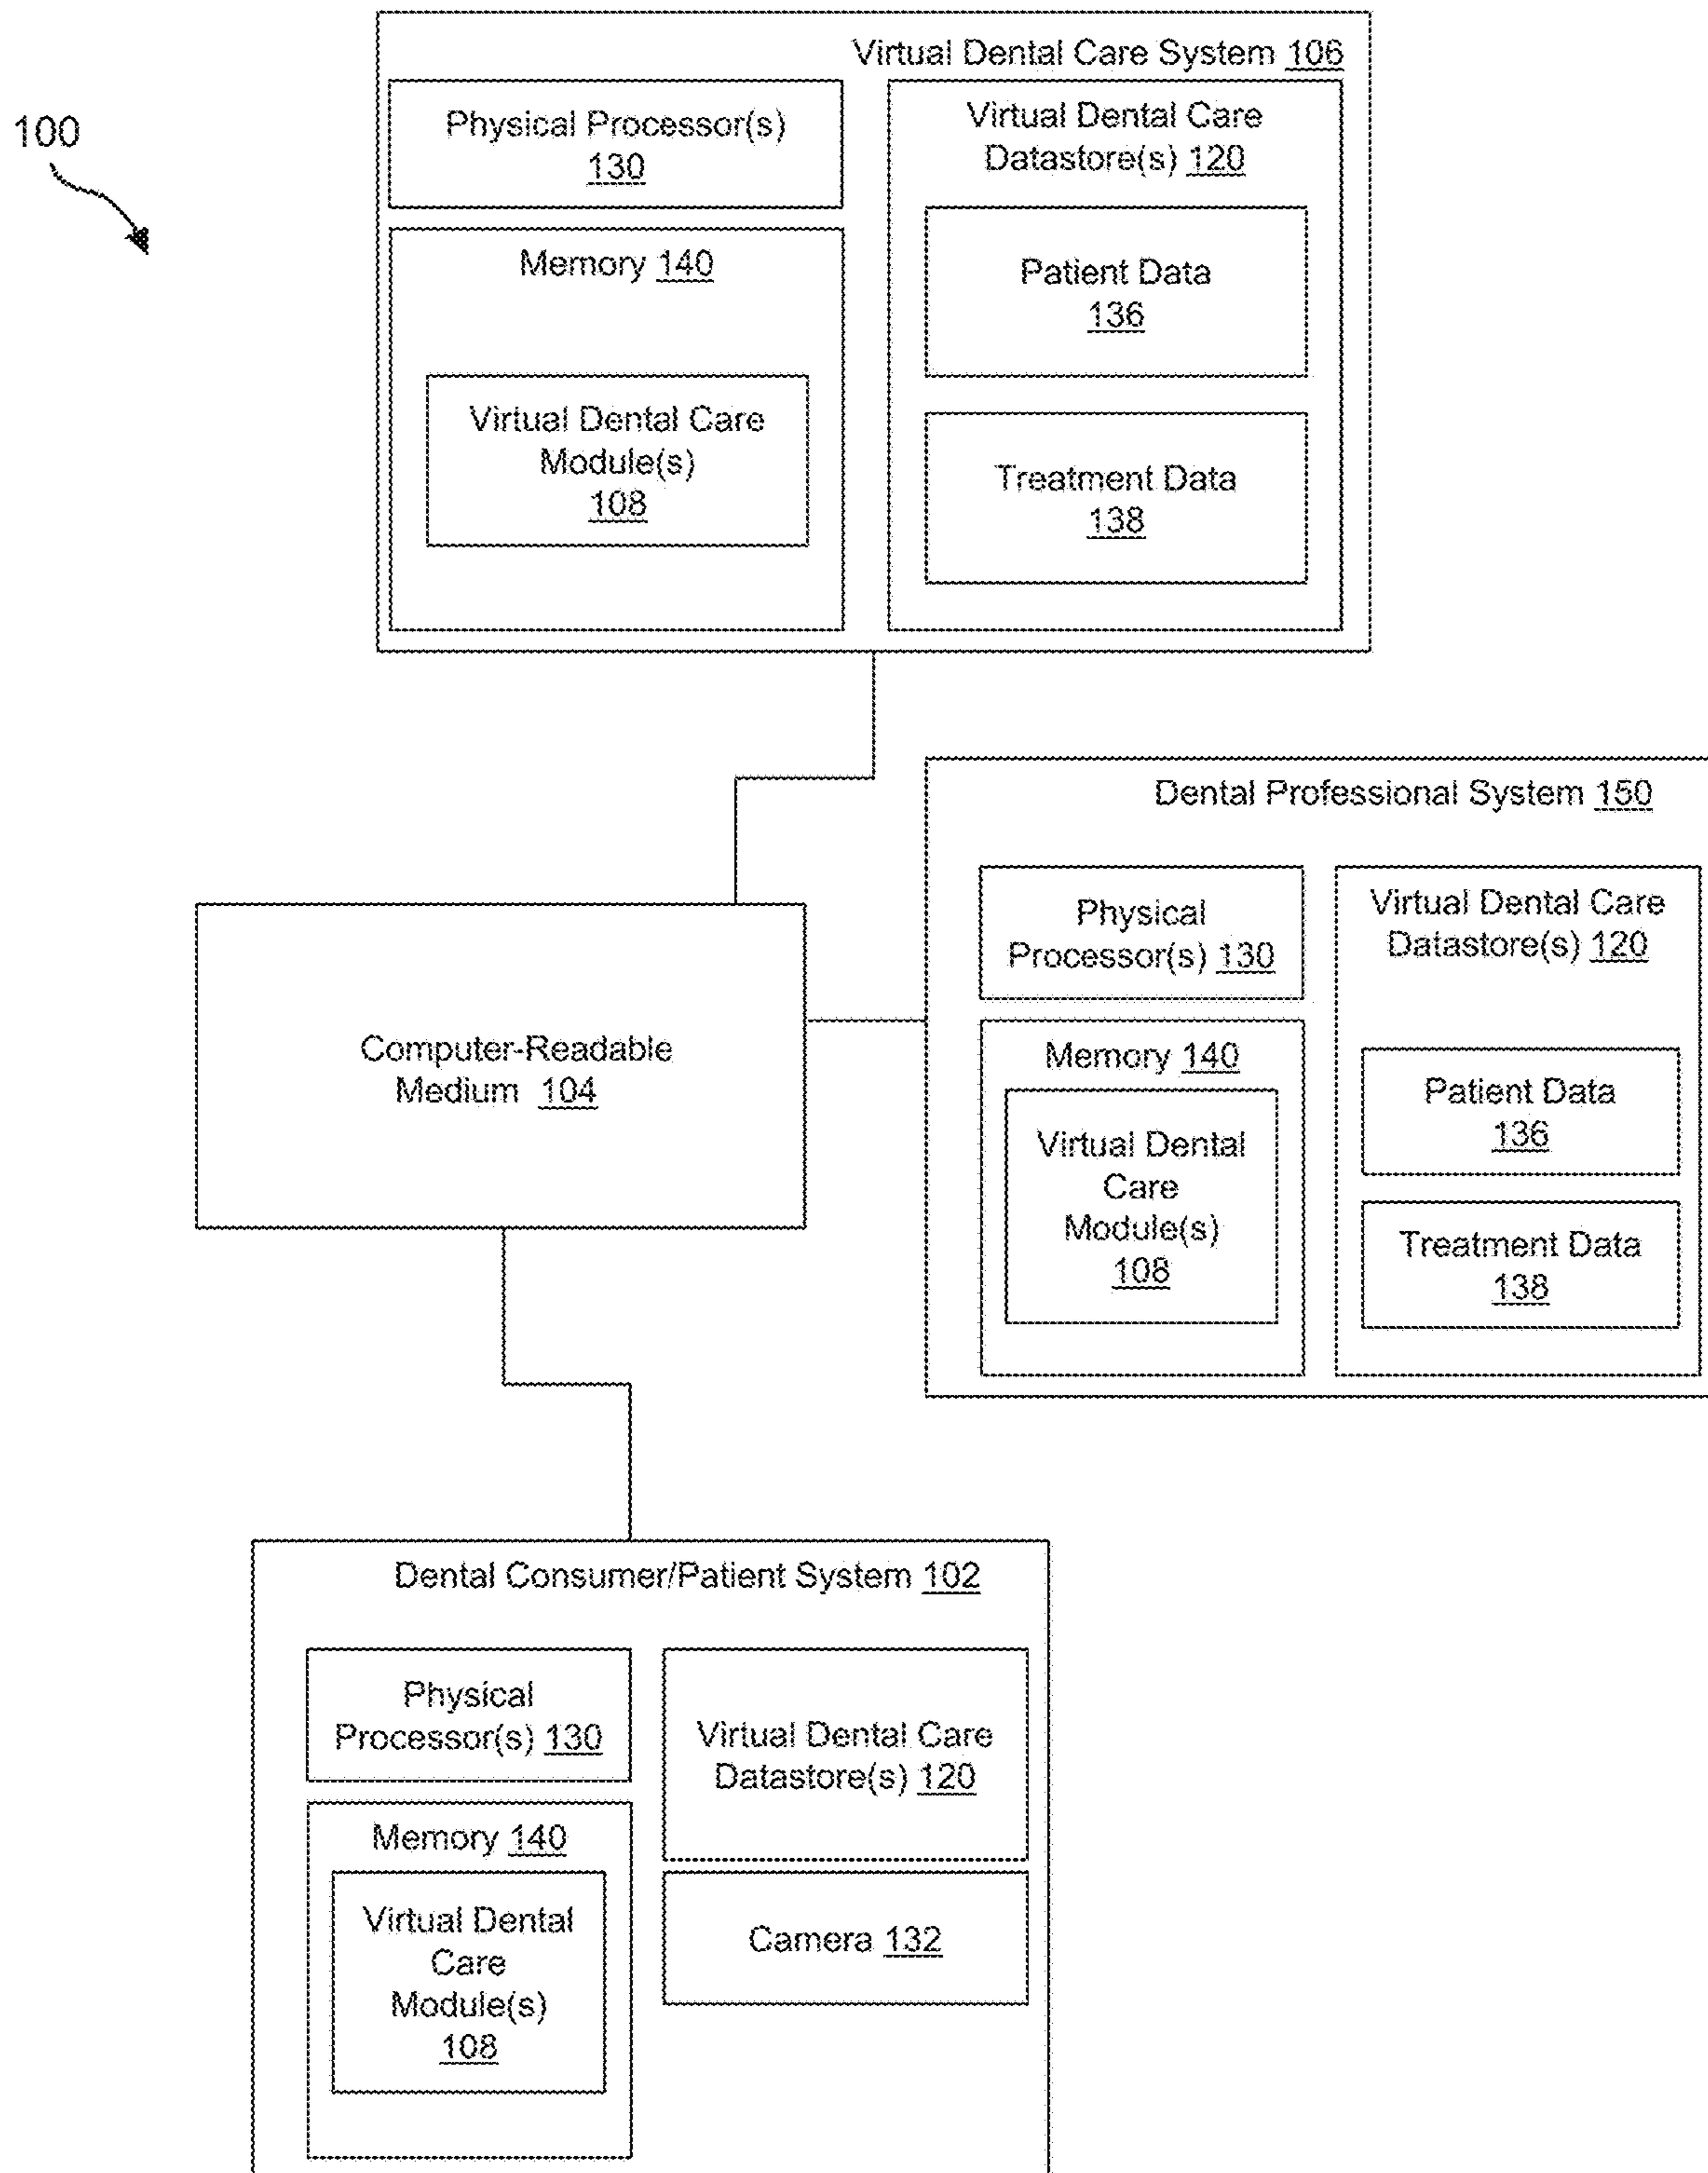 100
Virtual Dental Care System 106
Physical Processor(s)
130
Memory 140
Virtual Dental Care
Module(s)
108
Virtual Dental Care
Datastore(s) 120
Patient Data
136
Treatment Data
138
Dental Professional System 150
Physical
Processor(s) 130
Memory 140
Virtual Dental
Care
Module(s)
108
Virtual Dental Care
Datastore(s) 120
Patient Data
136
Treatment Data
138
Computer-Readable
Medium 104
Dental Consumer/Patient System 102
Physical
Processor(s) 130
Memory 140
Virtual Dental
Care
Module(s)
108
Virtual Dental Care
Datastore(s) 120
Camera 132